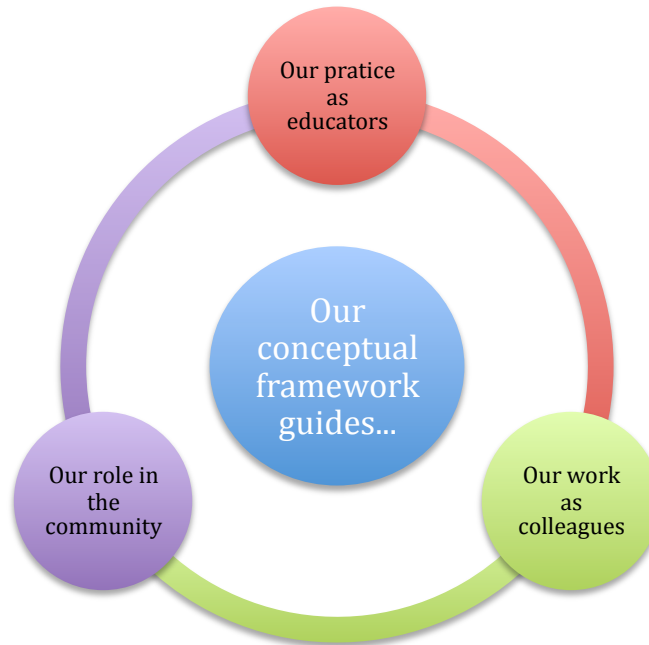 Our pratice
as
educators
Our
conceptual
framework
guides...
Our role in
the
community
Our work
as
colleagues